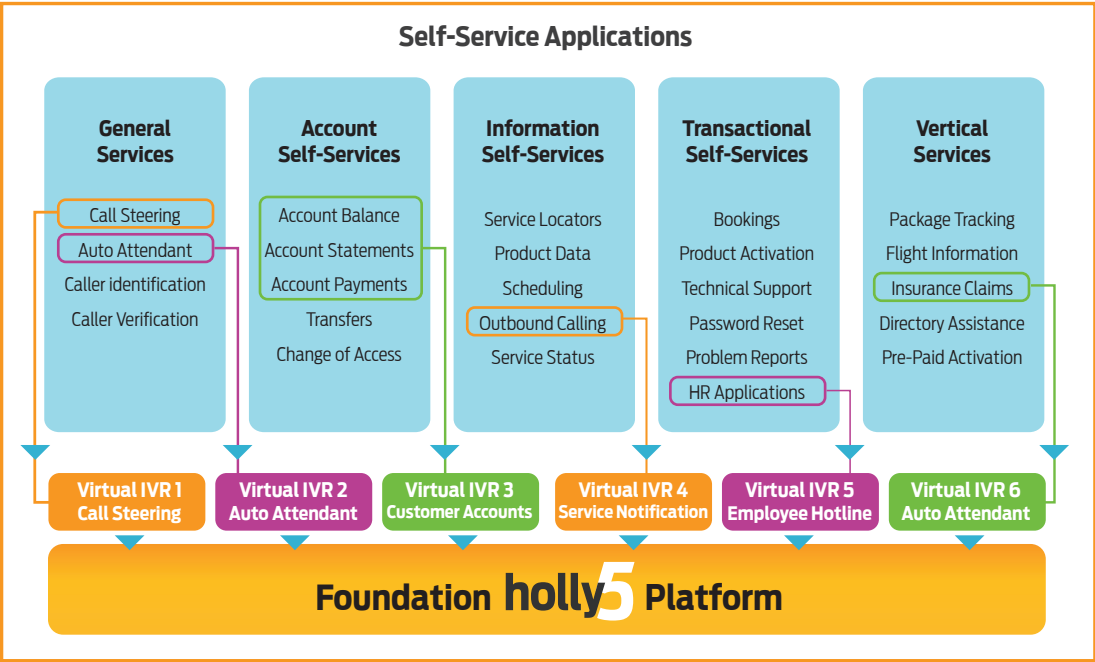 Self-Service Applications
General
Services
Call Steering
Auto Attendant
Caller identification
Caller Verification
Account
Self-Services
Account Balance
Account Statements
Account Payments
Transfers
Change of Access
Information
Self-Services
Service Locators
Product Data
Scheduling
Outbound Calling
Service Status
Transactional
Self-Services
Bookings
Product Activation
Technical Support
Password Reset
Problem Reports
HR Applications
Vertical
Services
Package Tracking
Flight Information
Insurance Claims
Directory Assistance
Pre-Paid Activation
Virtual IVR 1
Call Steering
Virtual IVR 2
Auto Attendant
Virtual IVR 3
Customer Accounts
Virtual IVR 4
Service Notification
Virtual IVR 5
Employee Hotline
Virtual IVR 6
Auto Attendant
Foundation holly5 Platform